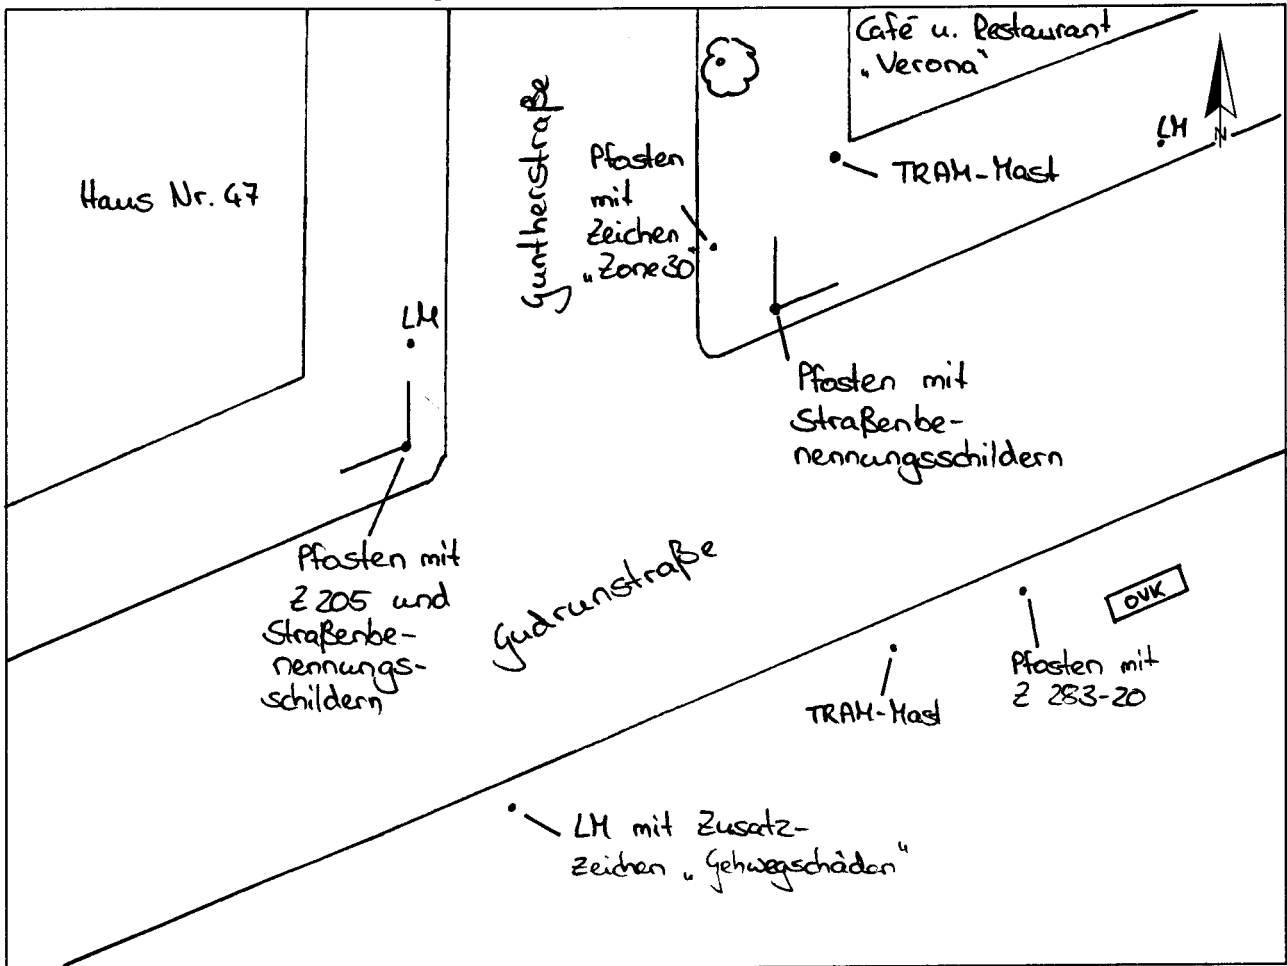 Café u. Restaurant
„Verona“
LM
N
TRAM-Mast
Haus Nr. 47
Guntherstraße
Pfosten
mit
Zeichen
„Zone30“
LM
Pfosten mit
Straßenbe-
nennungsschildern
Pfosten mit
Z 205 und
Straßenbe-
nennungs-
schildern
Gudrunstraße
OVK
Pfosten mit
Z 283-20
TRAM-Mast
LM mit Zusatz-
zeichen „Gehwegschäden“